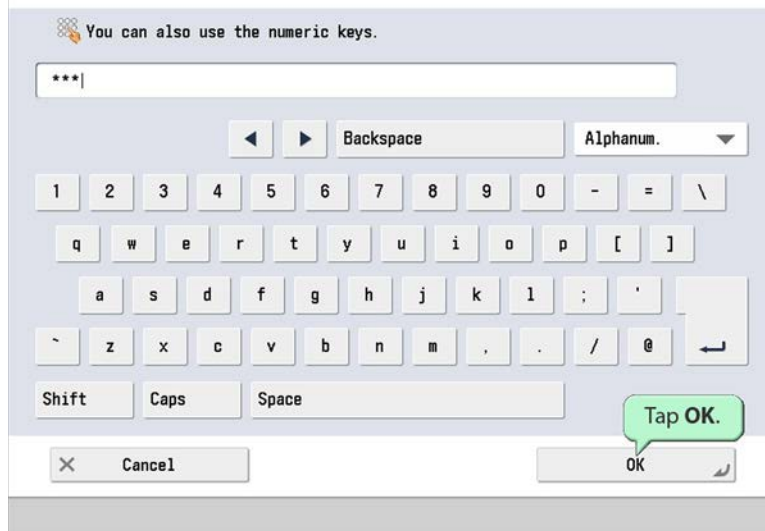 You can also use the numeric keys.
***
Backspace Alphanum.
1 2 3 4 5 6 7 8 9 0 - = \
q w e r t y u i o p [ ]
a s d f g h j k l ; '
` z x c v b n m , . / @
Shift Caps Space
Tap OK.
Cancel OK